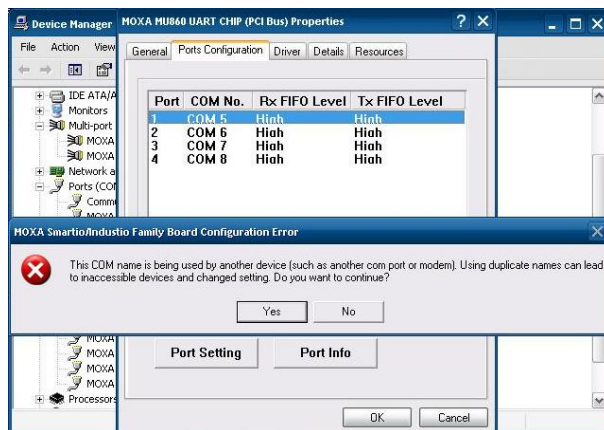 Device Manager
MOXA MU860 UART CHIP (PCI Bus) Properties
File Action View
General Ports Configuration Driver Details Resources
Port COM No. Rx FIFO Level Tx FIFO Level
1 COM 5 High High
2 COM 6 High High
3 COM 7 High High
4 COM 8 High High
IDE ATA/A
Monitors
Multi-port
MOXA
MOXA
Network a
Ports (CO
Commu
MOXA
MOXA Smartio/Industio Family Board Configuration Error
This COM name is being used by another device (such as another com port or modem). Using duplicate names can lead
to inaccessible devices and changed setting. Do you want to continue?
Yes No
MOXA
MOXA
MOXA
MOXA
Processors
Port Setting Port Info
OK Cancel